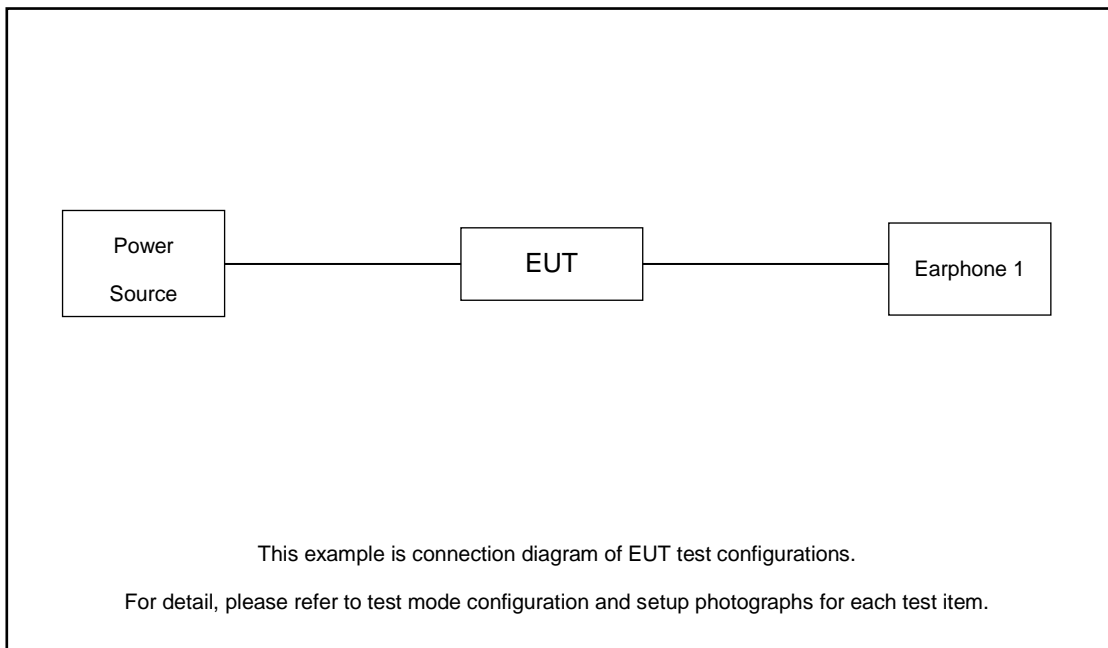 Power
Source
EUT
Earphone 1
This example is connection diagram of EUT test configurations.
For detail, please refer to test mode configuration and setup photographs for each test item.